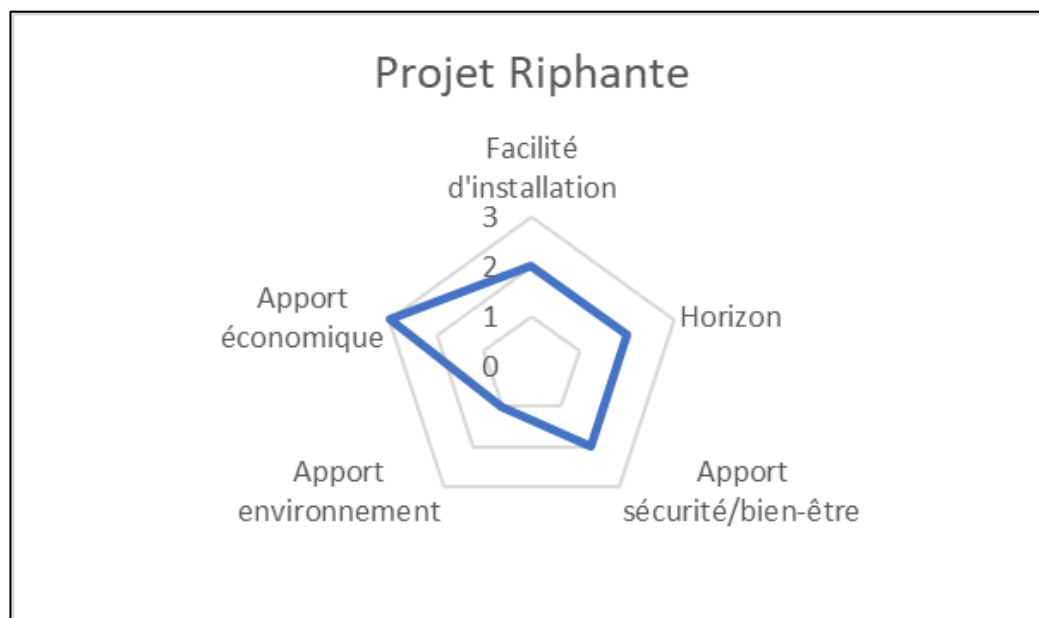 Projet Riphante
Facilité
d'installation
3
2
1
0
Horizon
Apport
sécurité/bien-être
Apport
environnement
Apport
économique